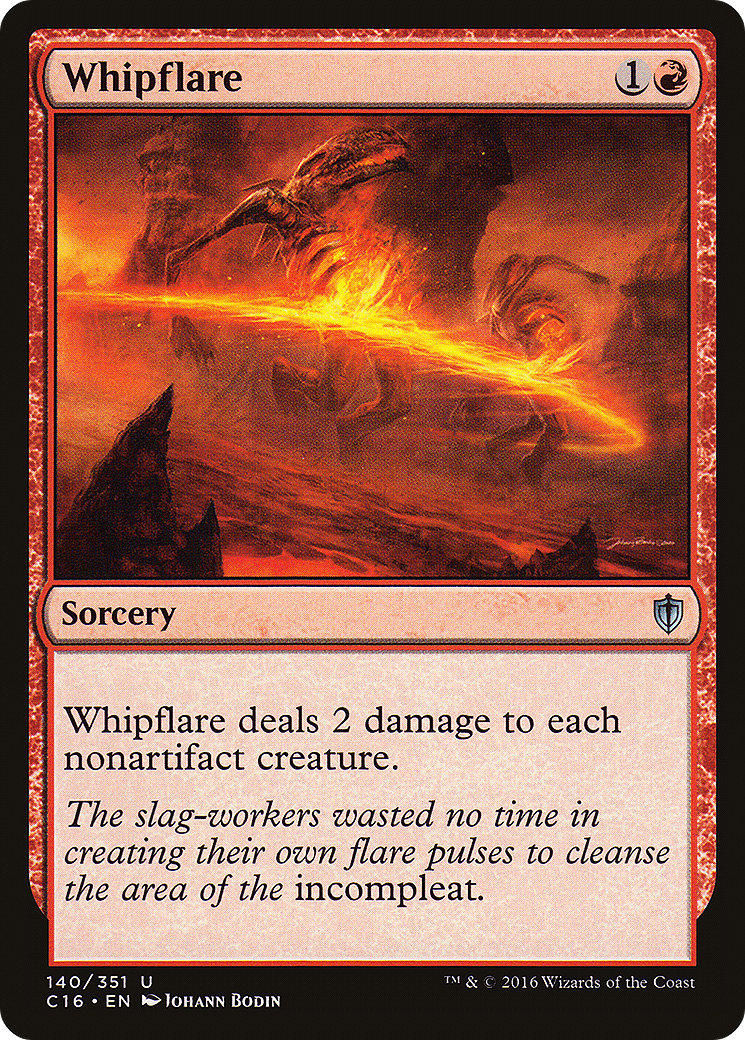 Whipflare 1
Sorcery
Whipflare deals 2 damage to each
nonartifact creature.
The slag-workers wasted no time in
creating their own flare pulses to cleanse
the area of the incompleat.
140/351 U
™ & © 2016 Wizards of the Coast
C16 • EN Johann Bodin